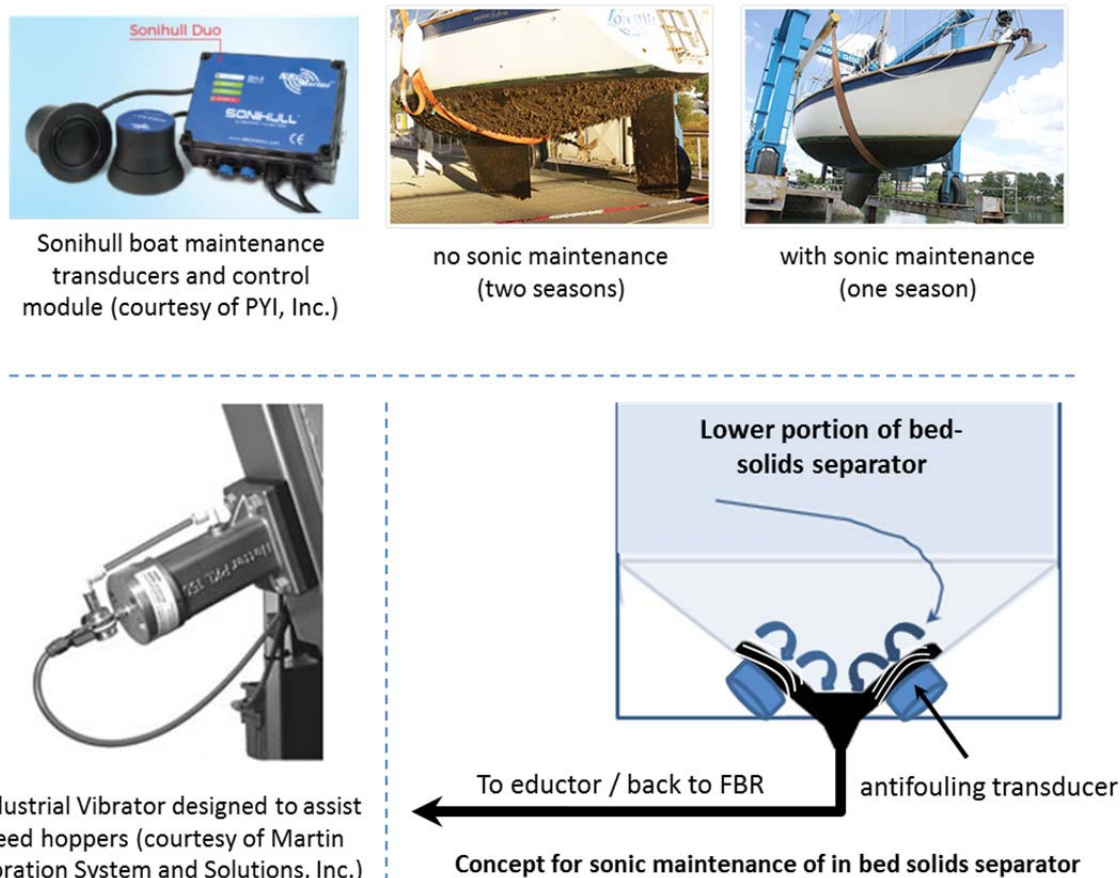 Sonihull Duo
SONIHULL
Sonihull boat maintenance
transducers and control
module (courtesy of PYI, Inc.)
no sonic maintenance
(two seasons)
with sonic maintenance
(one season)
dustrial Vibrator designed to assist
eed hoppers (courtesy of Martin
bration System and Solutions, Inc.)
Lower portion of bed-
solids separator
To eductor / back to FBR
antifouling transducer
Concept for sonic maintenance of in bed solids separator